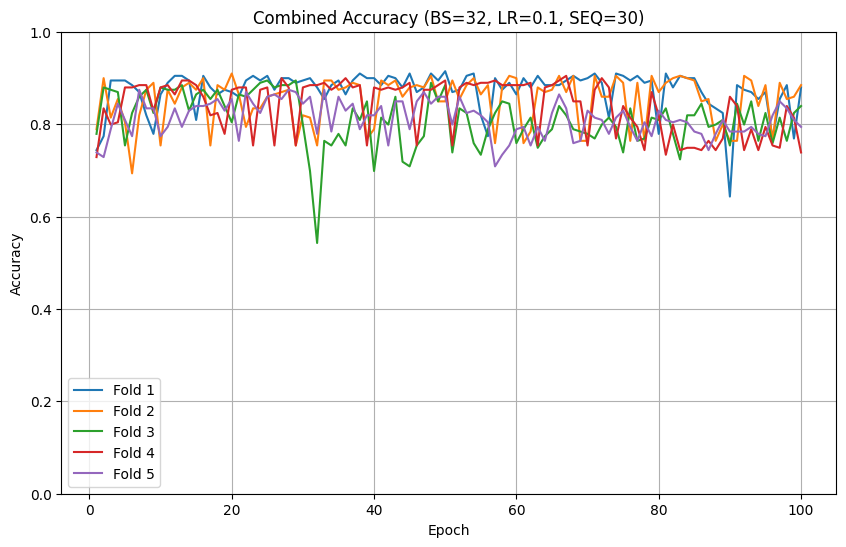 Combined Accuracy (BS=32, LR=0.1, SEQ=30)
1.0
0.8
0.6
0.4
0.2
0.0
Accuracy
Fold 1
Fold 2
Fold 3
Fold 4
Fold 5
0 20 40 60 80 100
Epoch